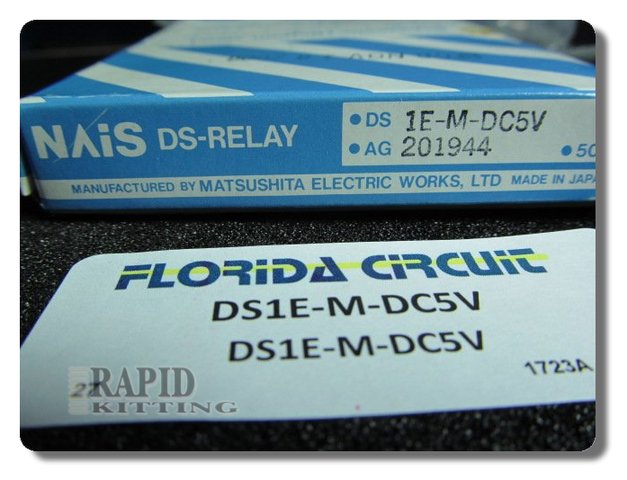 NAiS DS-RELAY
• DS 1E-M-DC5V
• AG 201944
• 50
MANUFACTURED BY MATSUSHITA ELECTRIC WORKS, LTD MADE IN JAPA
FLORIDA CIRCUIT
DS1E-M-DC5V
DS1E-M-DC5V
1723A
27
RAPID
KITTING